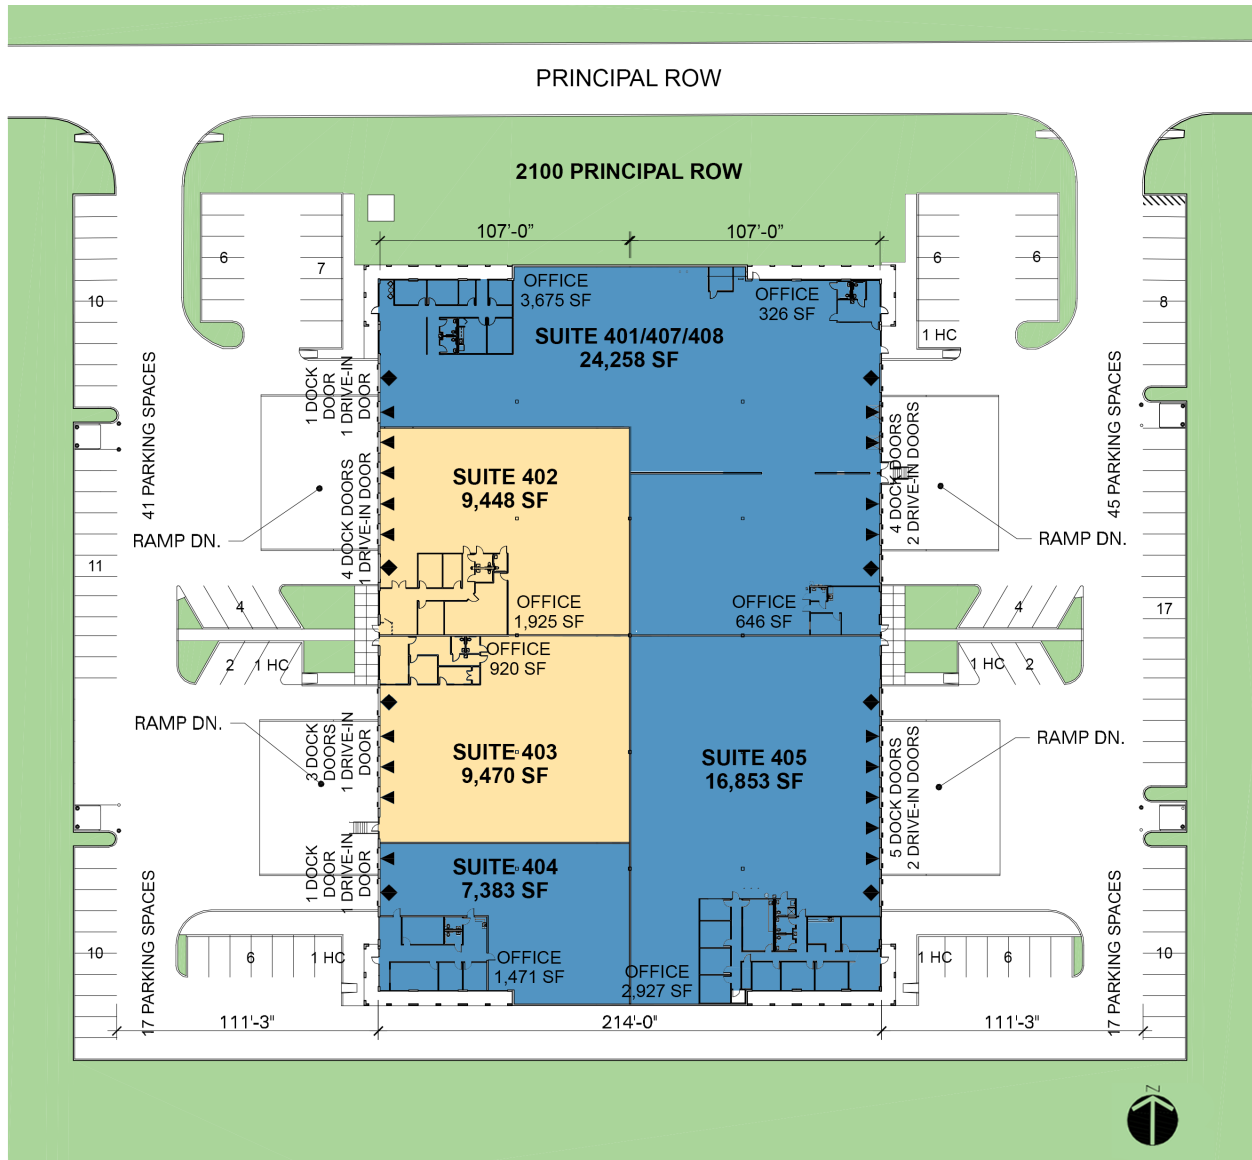 PRINCIPAL ROW
2100 PRINCIPAL ROW
107'-0"
107'-0"
6
7
6
6
10
8
1 HC
OFFICE
3,675 SF
OFFICE
326 SF
SUITE 401/407/408
24,258 SF
1 DOCK
DOOR
1 DRIVE-IN
DOOR
41 PARKING SPACES
45 PARKING SPACES
4 DOCK DOORS
1 DRIVE-IN DOOR
4 DOCK DOORS
2 DRIVE-IN DOORS
SUITE 402
9,448 SF
RAMP DN.
RAMP DN.
11
17
4
4
2
1 HC
1 HC
2
OFFICE
1,925 SF
OFFICE
646 SF
OFFICE
920 SF
RAMP DN.
RAMP DN.
3 DOCK
DOORS
1 DRIVE-IN
DOOR
SUITE 403
9,470 SF
SUITE 405
16,853 SF
5 DOCK DOORS
2 DRIVE-IN DOORS
1 DOCK
DOOR
1 DRIVE-IN
DOOR
SUITE 404
7,383 SF
17 PARKING SPACES
17 PARKING SPACES
10
6
1 HC
OFFICE
1,471 SF
OFFICE
2,927 SF
1 HC
6
10
111'-3"
214'-0"
111'-3"
N